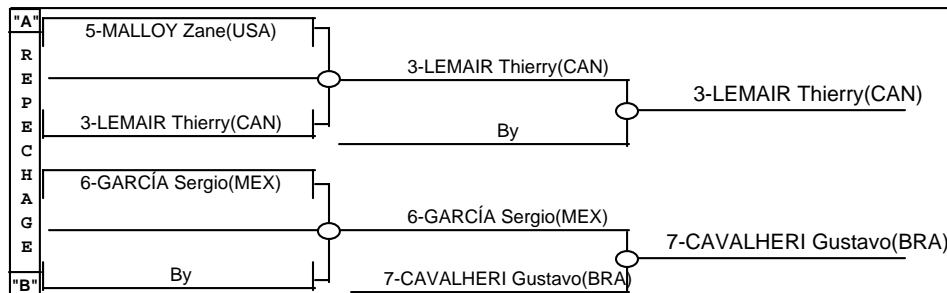 "A"
REPECHAGE
"B"
5-MALLOY Zane(USA)
3-LEMAIR Thierry(CAN)
3-LEMAIR Thierry(CAN)
3-LEMAIR Thierry(CAN)
By
6-GARCÍA Sergio(MEX)
6-GARCÍA Sergio(MEX)
7-CAVALHERI Gustavo(BRA)
By
7-CAVALHERI Gustavo(BRA)